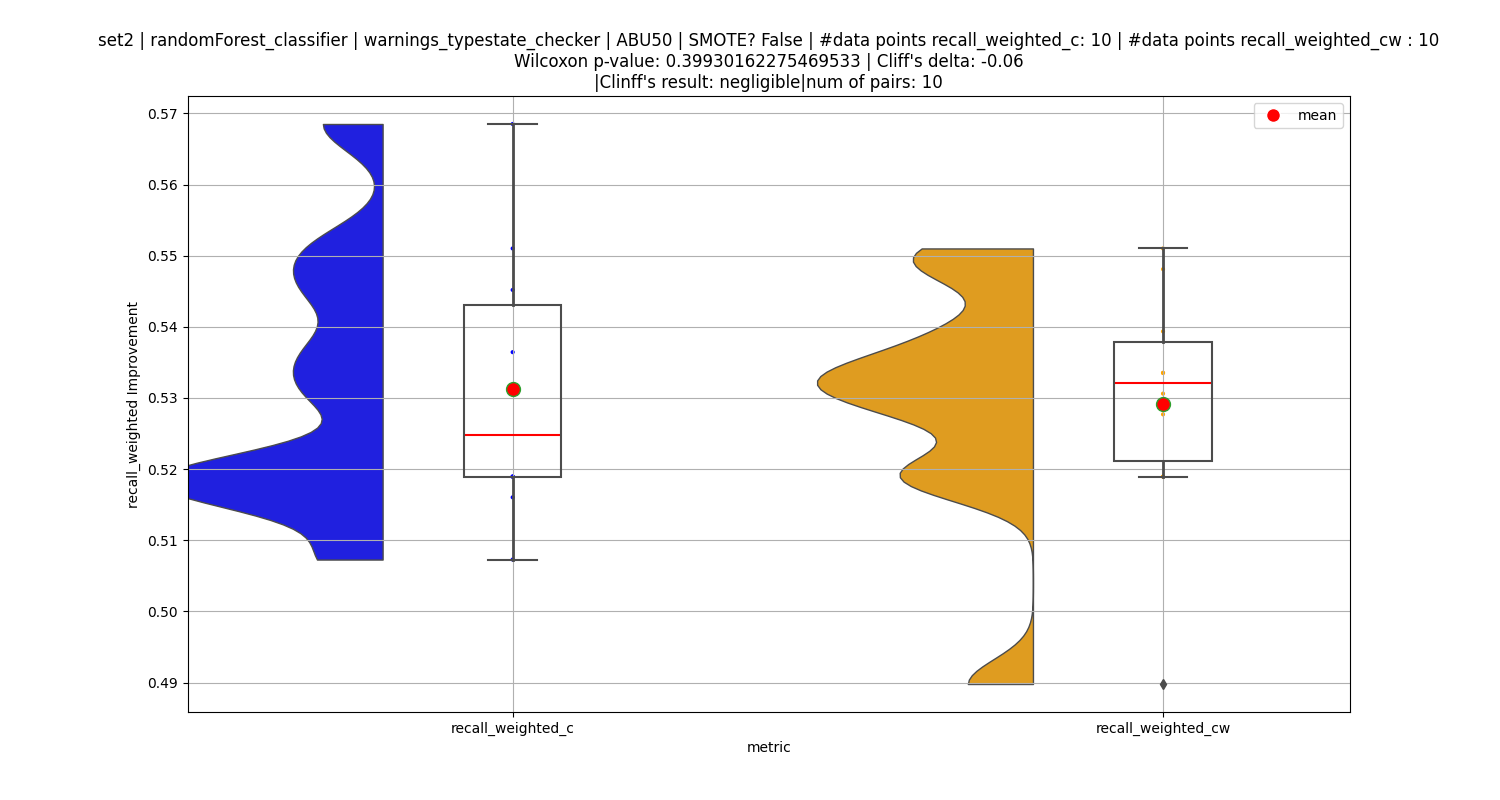 set2 | randomForest_classifier | warnings_typestate_checker | ABU50 | SMOTE? False | #data points recall_weighted_c: 10 | #data points recall_weighted_cw : 10
Wilcoxon p-value: 0.39930162275469533 | Cliff's delta: -0.06
|Clinff's result: negligible|num of pairs: 10
mean
recall_weighted Improvement
0.57
0.56
0.55
0.54
0.53
0.52
0.51
0.50
0.49
recall_weighted_c
recall_weighted_cw
metric